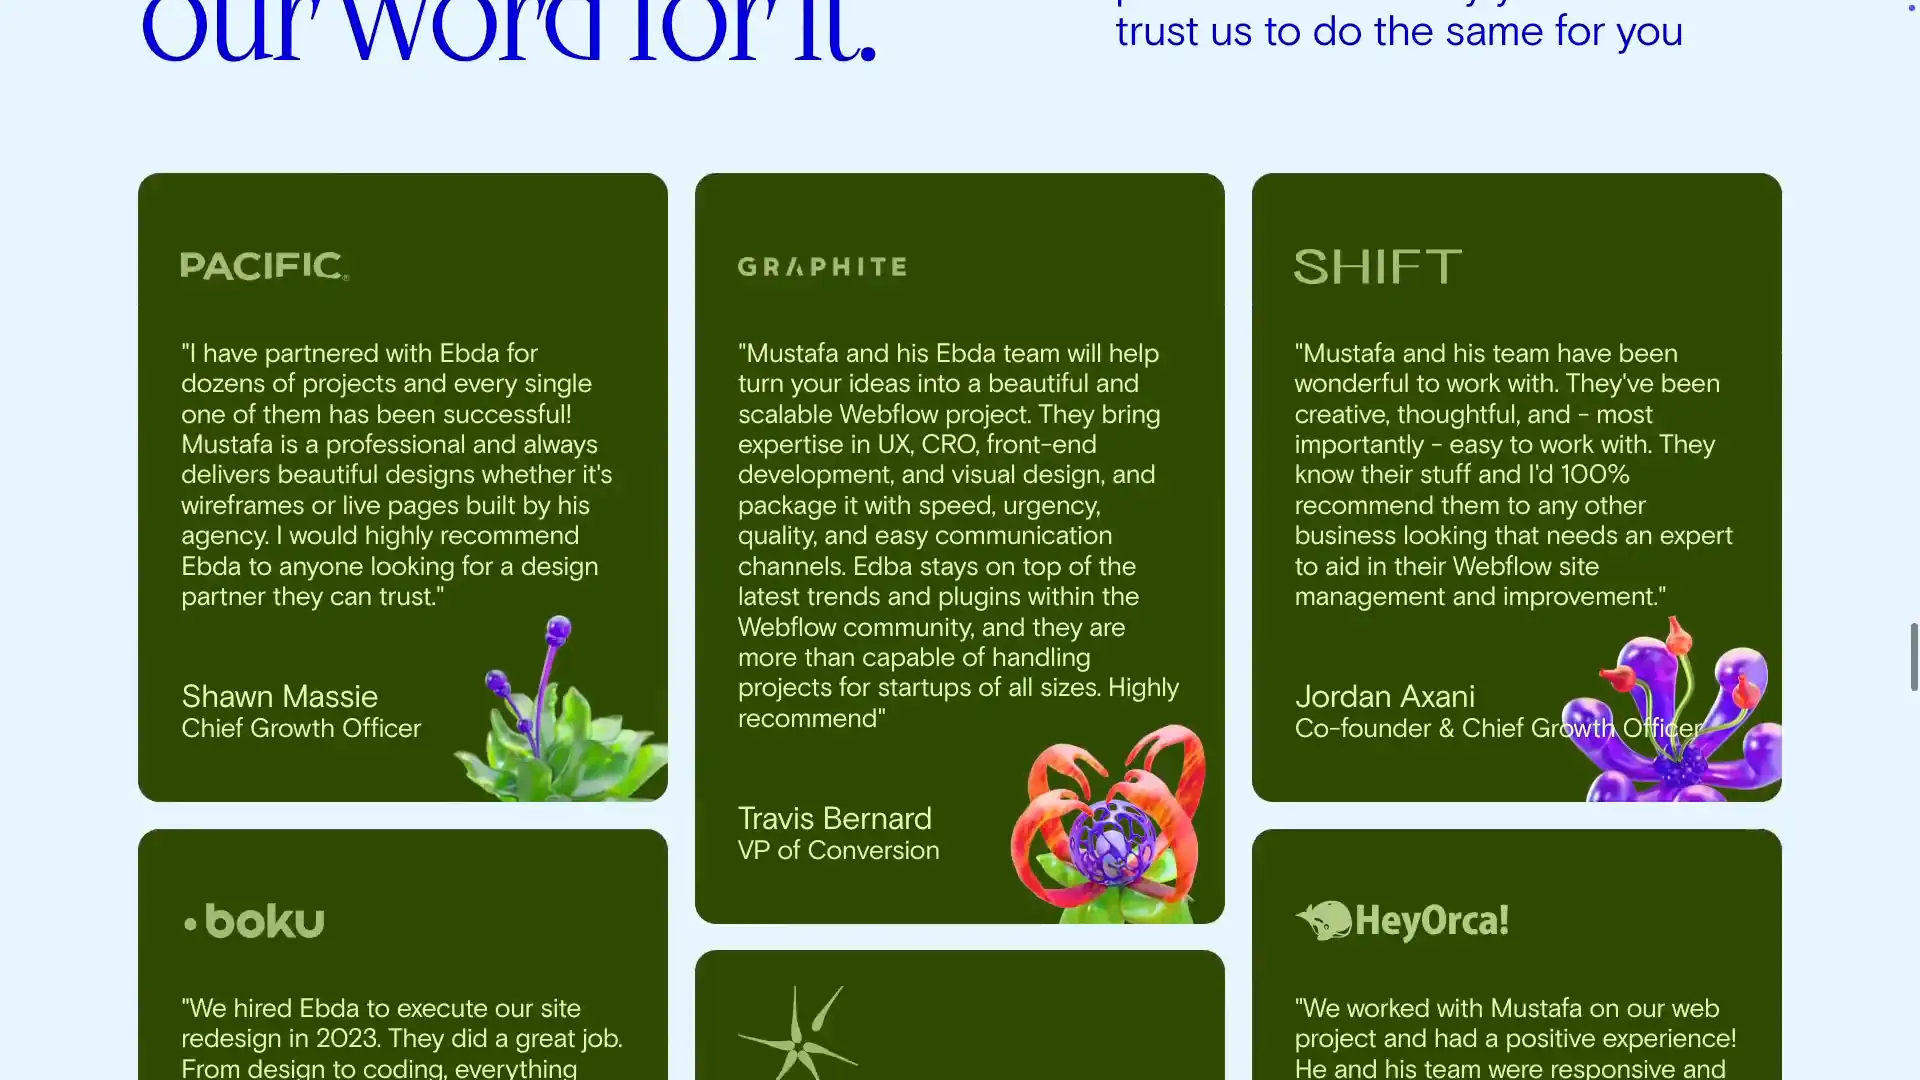 our word for it.
trust us to do the same for you
PACIFIC
"I have partnered with Ebda for
dozens of projects and every single
one of them has been successful!
Mustafa is a professional and always
delivers beautiful designs whether it's
wireframes or live pages built by his
agency. I would highly recommend
Ebda to anyone looking for a design
partner they can trust."
Shawn Massie
Chief Growth Officer
GRAPHITE
"Mustafa and his Ebda team will help
turn your ideas into a beautiful and
scalable Webflow project. They bring
expertise in UX, CRO, front-end
development, and visual design, and
package it with speed, urgency,
quality, and easy communication
channels. Edba stays on top of the
latest trends and plugins within the
Webflow community, and they are
more than capable of handling
projects for startups of all sizes. Highly
recommend"
Travis Bernard
VP of Conversion
SHIFT
"Mustafa and his team have been
wonderful to work with. They've been
creative, thoughtful, and - most
importantly - easy to work with. They
know their stuff and I'd 100%
recommend them to any other
business looking that needs an expert
to aid in their Webflow site
management and improvement."
Jordan Axani
Co-founder & Chief Growth Officer
boku
"We hired Ebda to execute our site
redesign in 2023. They did a great job.
From design to coding, everything
HeyOrca!
"We worked with Mustafa on our web
project and had a positive experience!
He and his team were responsive and